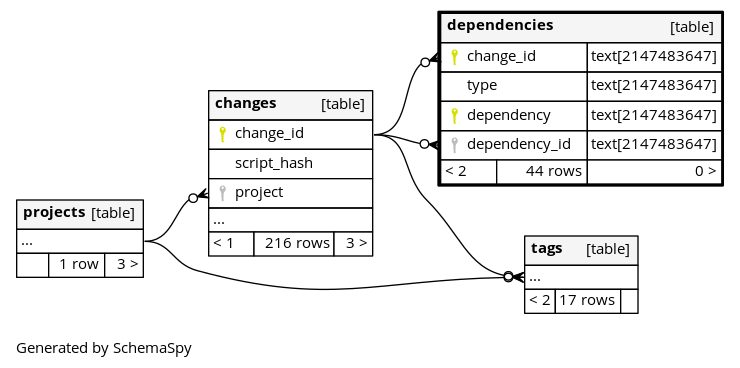 dependencies [table]
change_id text[2147483647]
type text[2147483647]
dependency text[2147483647]
dependency_id text[2147483647]
< 2 44 rows 0 >
changes [table]
change_id
script_hash
project
...
< 1 216 rows 3 >
projects [table]
...
1 row 3 >
tags [table]
...
< 2 17 rows
Generated by SchemaSpy